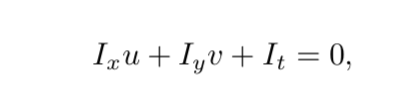 I_x u + I_y v + I_t = 0,